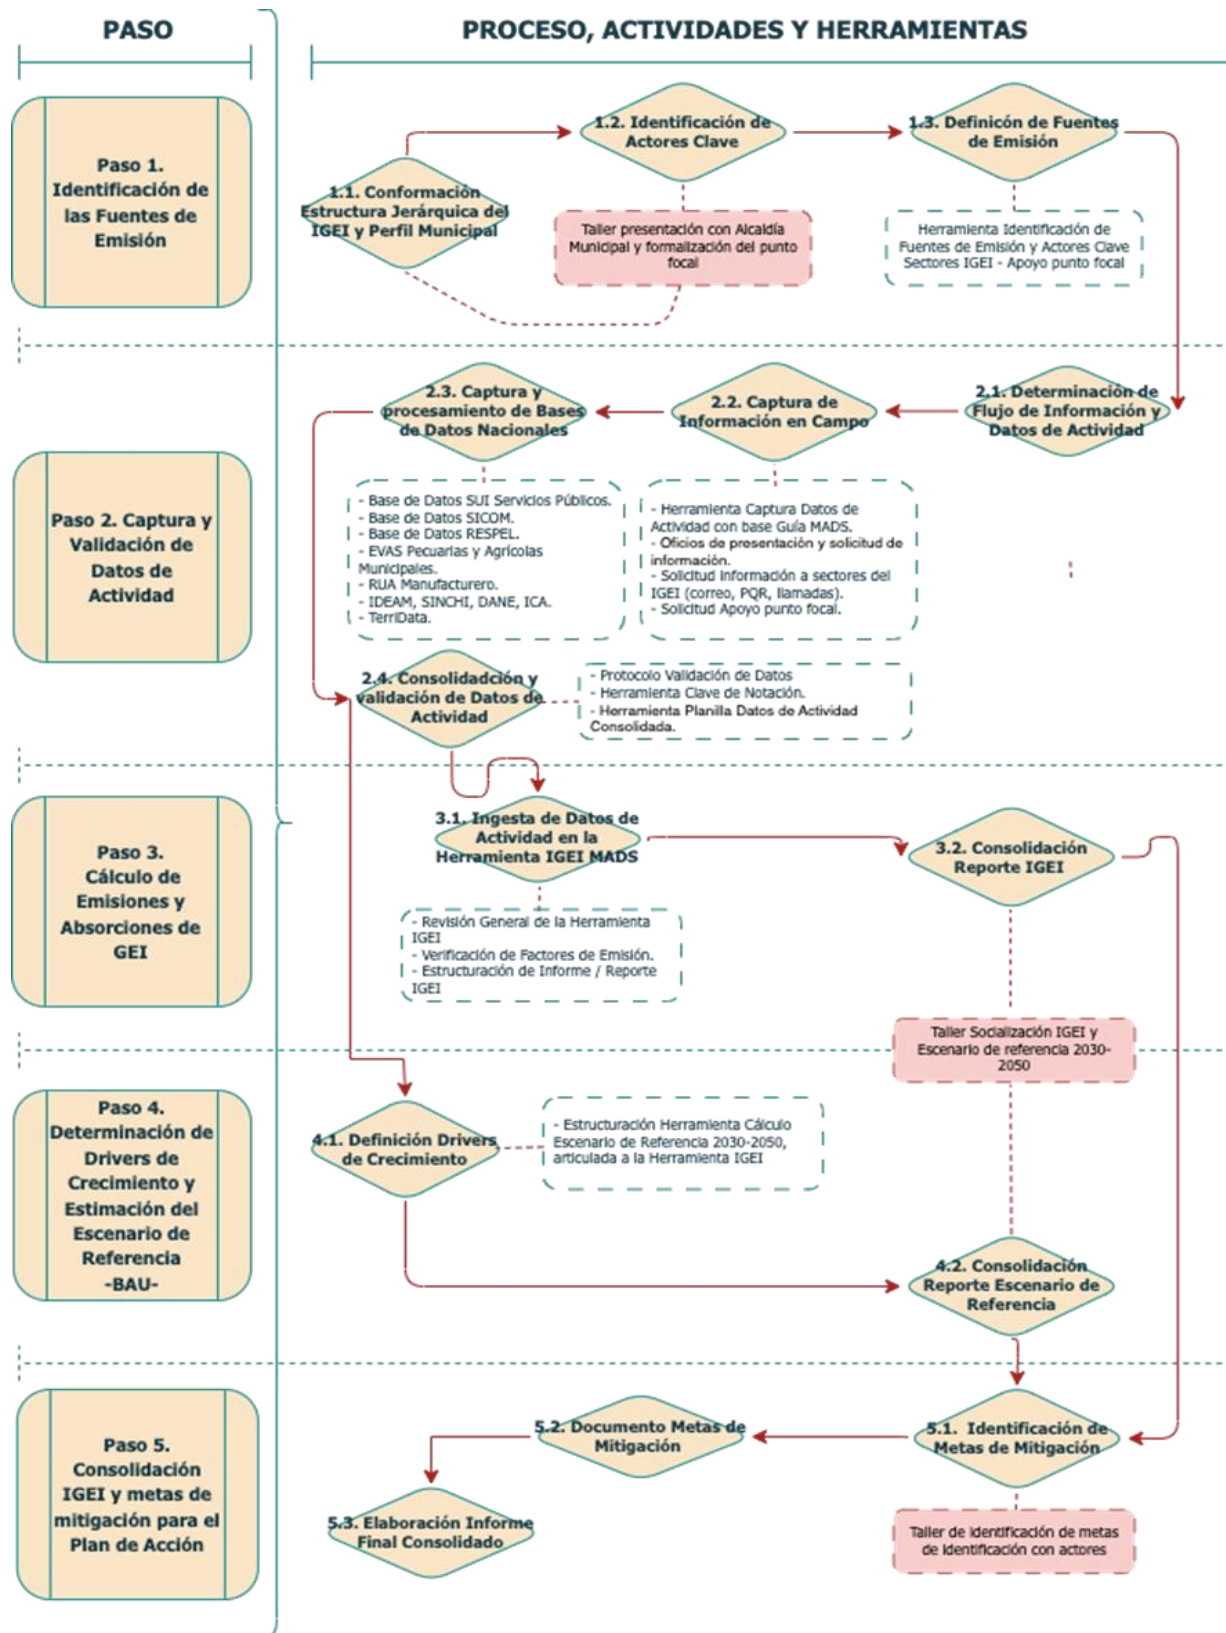 PASO
PROCESO, ACTIVIDADES Y HERRAMIENTAS
Paso 1.
Identificación de
las Fuentes de
Emisión
1.1. Conformación
Estructura Jerárquica del
IGEI y Perfil Municipal
1.2. Identificación de
Actores Clave
1.3. Definicón de Fuentes
de Emisión
Taller presentación con Alcaldía
Municipal y formalización del punto
focal
Herramienta Identificación de
Fuentes de Emisión y Actores Clave
Sectores IGEI - Apoyo punto focal
Paso 2. Captura y
Validación de
Datos de
Actividad
2.3. Captura y
procesamiento de Bases
de Datos Nacionales
2.2. Captura de
Información en Campo
2.1. Determinación de
Flujo de Información y
Datos de Actividad
- Base de Datos SUI Servicios Públicos.
- Base de Datos SICOM.
- Base de Datos RESPEL.
- EVAS Pecuarias y Agrícolas
Municipales.
- RUA Manufacturero.
- IDEAM, SINCHI, DANE, ICA.
- TerriData.
- Herramienta Captura Datos de
Actividad con base Guía MADS.
- Oficios de presentación y solicitud de
información.
- Solicitud Información a sectores del
IGEI (correo, PQR, llamadas).
- Solicitud Apoyo punto focal.
2.4. Consolidadción y
validación de Datos de
Actividad
- Protocolo Validación de Datos
- Herramienta Clave de Notación.
- Herramienta Planilla Datos de Actividad
Consolidada.
Paso 3.
Cálculo de
Emisiones y
Absorciones de
GEI
3.1. Ingesta de Datos de
Actividad en la
Herramienta IGEI MADS
3.2. Consolidación
Reporte IGEI
- Revisión General de la Herramienta
IGEI
- Verificación de Factores de Emisión.
- Estructuración de Informe / Reporte
IGEI
Taller Socialización IGEI y
Escenario de referencia 2030-
2050
Paso 4.
Determinación de
Drivers de
Crecimiento y
Estimación del
Escenario de
Referencia
-BAU-
4.1. Definición Drivers
de Crecimiento
- Estructuración Herramienta Cálculo
Escenario de Referencia 2030-2050,
articulada a la Herramienta IGEI
4.2. Consolidación
Reporte Escenario de
Referencia
Paso 5.
Consolidación
IGEI y metas de
mitigación para el
Plan de Acción
5.2. Documento Metas de
Mitigación
5.1. Identificación de
Metas de Mitigación
5.3. Elaboración Informe
Final Consolidado
Taller de identificación de metas
de identificación con actores